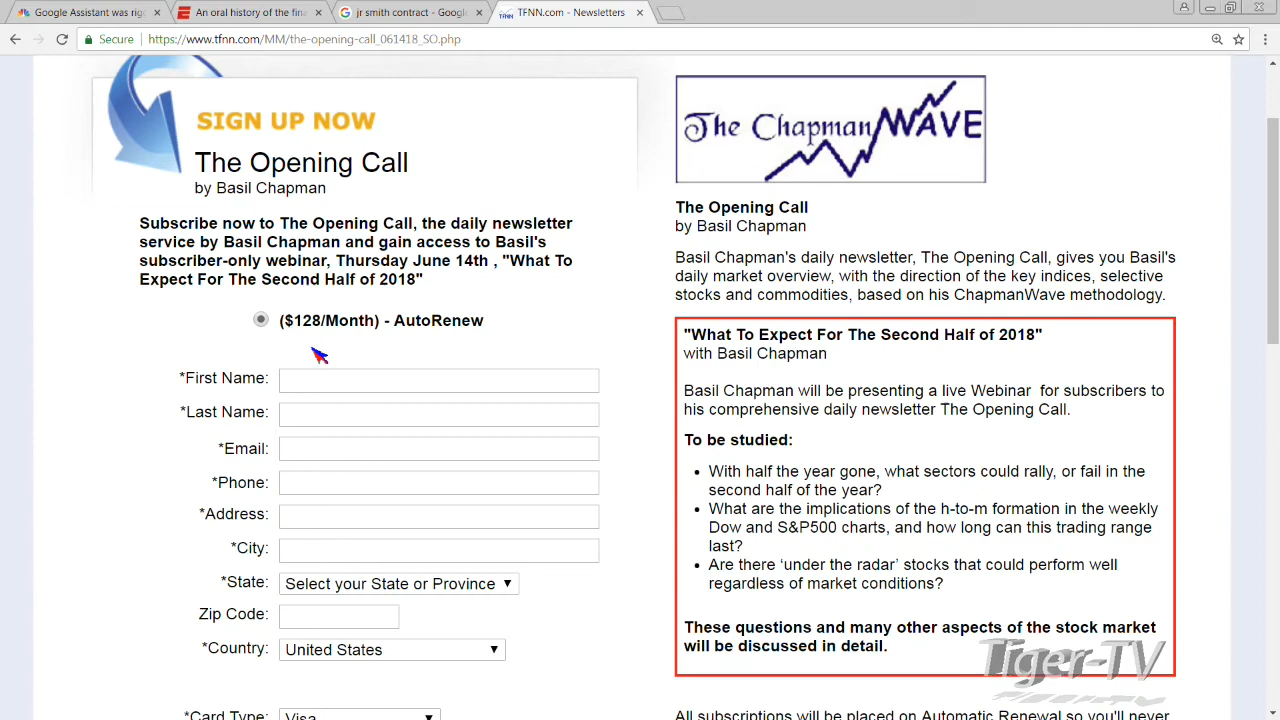 Google Assistant was rig
An oral history of the fina
jr smith contract - Google
TFNN.com - Newsletters
Secure
https://www.tfnn.com/MM/the-opening-call_061418_SO.php
SIGN UP NOW
The Opening Call
by Basil Chapman
Subscribe now to The Opening Call, the daily newsletter
service by Basil Chapman and gain access to Basil's
subscriber-only webinar, Thursday June 14th , "What To
Expect For The Second Half of 2018"
($128/Month) - AutoRenew
*First Name:
*Last Name:
*Email:
*Phone:
*Address:
*City:
*State: Select your State or Province
Zip Code:
*Country: United States
*Card Type: Visa
The Chapman WAVE
The Opening Call
by Basil Chapman
Basil Chapman's daily newsletter, The Opening Call, gives you Basil's
daily market overview, with the direction of the key indices, selective
stocks and commodities, based on his ChapmanWave methodology.
"What To Expect For The Second Half of 2018"
with Basil Chapman
Basil Chapman will be presenting a live Webinar for subscribers to
his comprehensive daily newsletter The Opening Call.
To be studied:
• With half the year gone, what sectors could rally, or fail in the
second half of the year?
• What are the implications of the h-to-m formation in the weekly
Dow and S&P500 charts, and how long can this trading range
last?
• Are there ‘under the radar’ stocks that could perform well
regardless of market conditions?
These questions and many other aspects of the stock market
will be discussed in detail.
Tiger-TV
All subscriptions will be placed on Automatic Renewal so you'll never